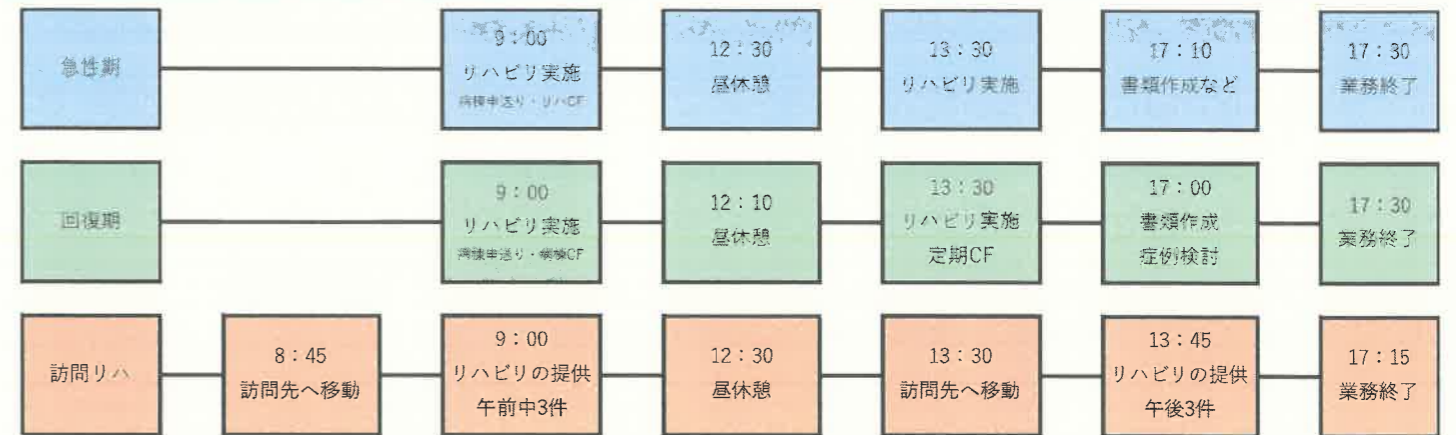 急性期
9：00
リハビリ実施
病棟申送り・リハCF
12：30
昼休憩
13：30
リハビリ実施
17：10
書類作成など
17：30
業務終了
回復期
9：00
リハビリ実施
病棟申送り・病棟CF
12：10
昼休憩
13：30
リハビリ実施
定期CF
17：00
書類作成
症例検討
17：30
業務終了
訪問リハ
8：45
訪問先へ移動
9：00
リハビリの提供
午前中3件
12：30
昼休憩
13：30
訪問先へ移動
13：45
リハビリの提供
午後3件
17：15
業務終了